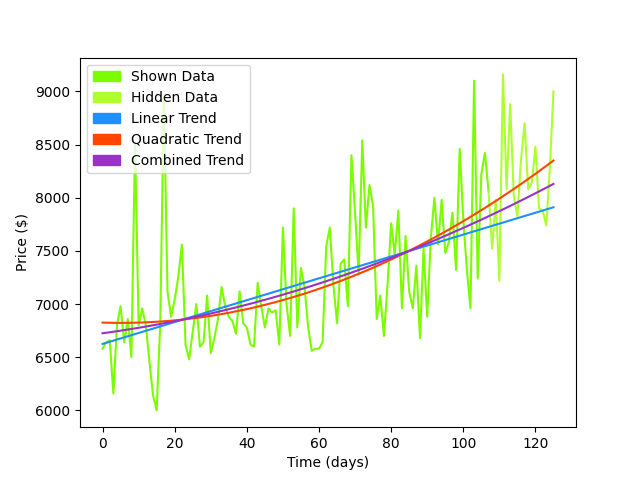 Shown Data
Hidden Data
Linear Trend
Quadratic Trend
Combined Trend
9000
8500
8000
7500
7000
6500
6000
Price ($)
0 20 40 60 80 100 120
Time (days)